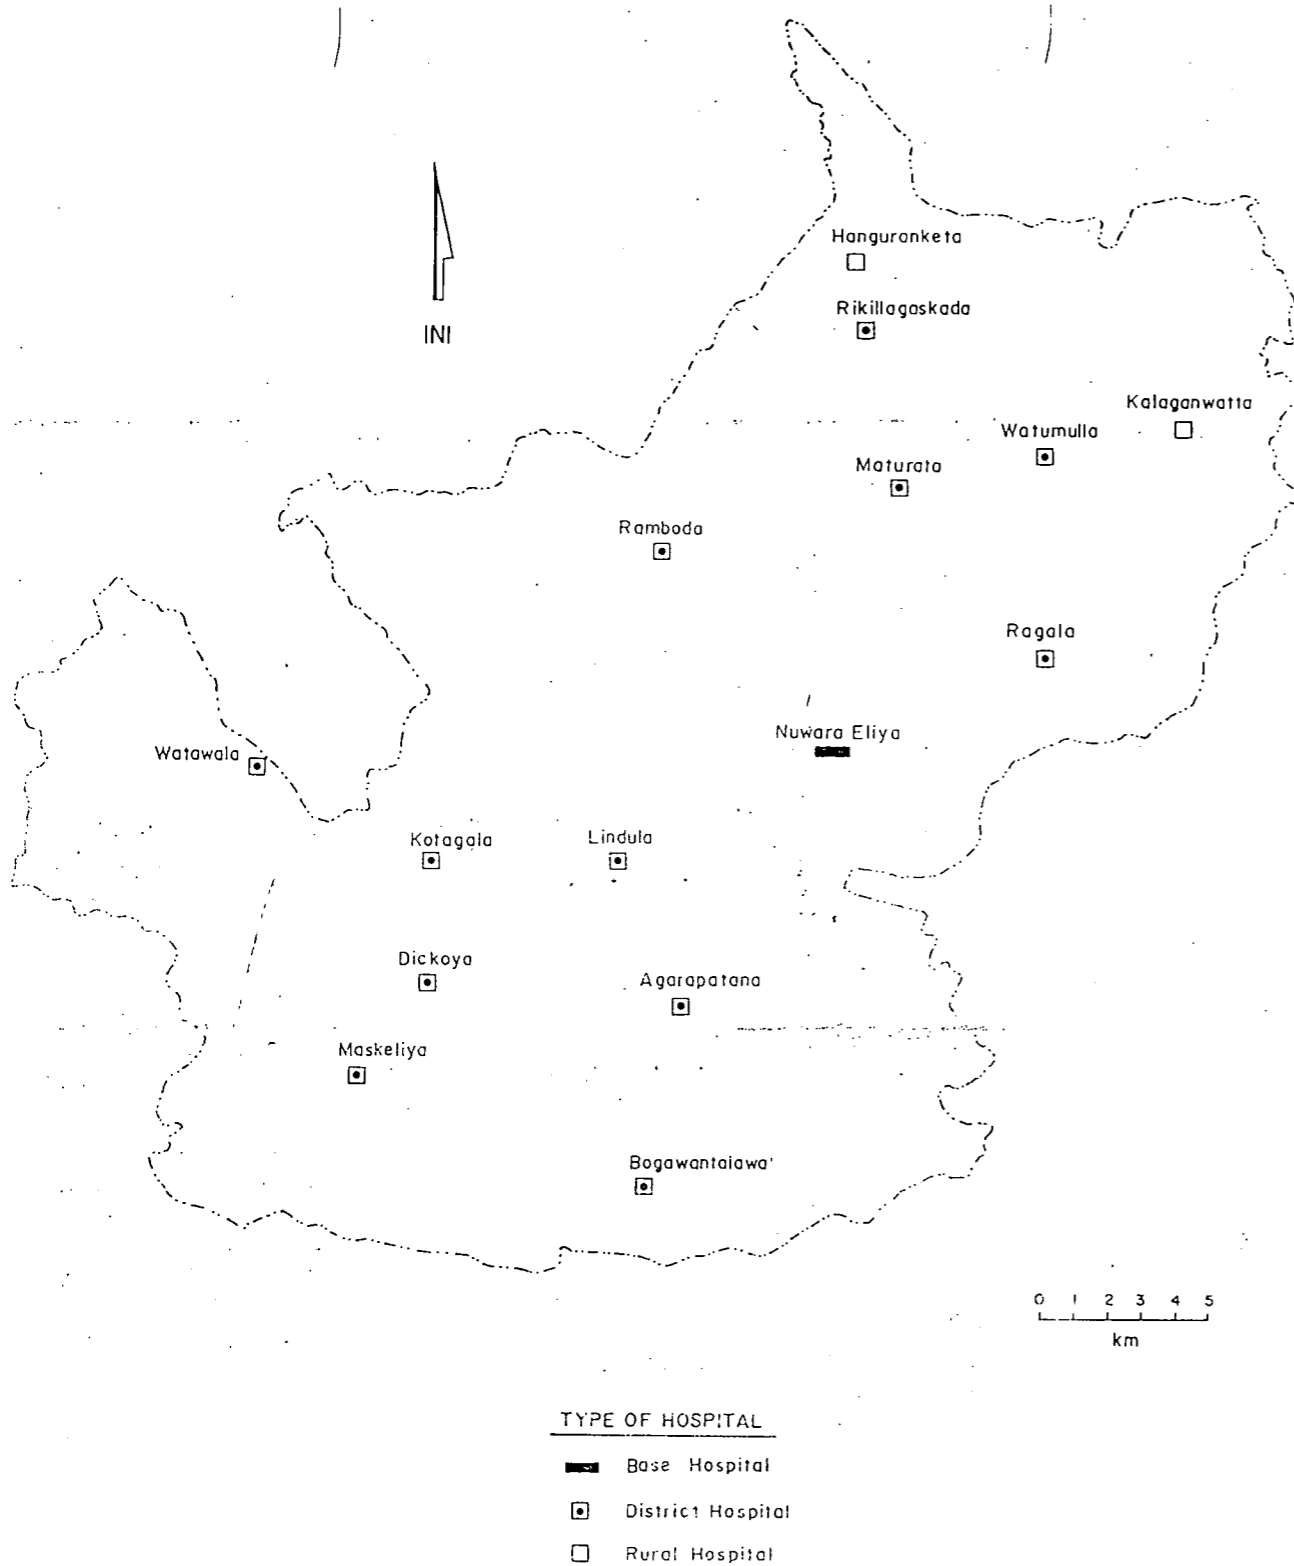 Hanguranketa
INI
Rikillagaskada
Kalaganwatta
Watumulla
Maturata
Ramboda
Ragala
Nuwara Eliya
Watawala
Kotagala
Lindula
Dickoya
Agarapatana
Maskeliya
Bogawantalawa
0 1 2 3 4 5
km
TYPE OF HOSPITAL
Base Hospital
District Hospital
Rural Hospital